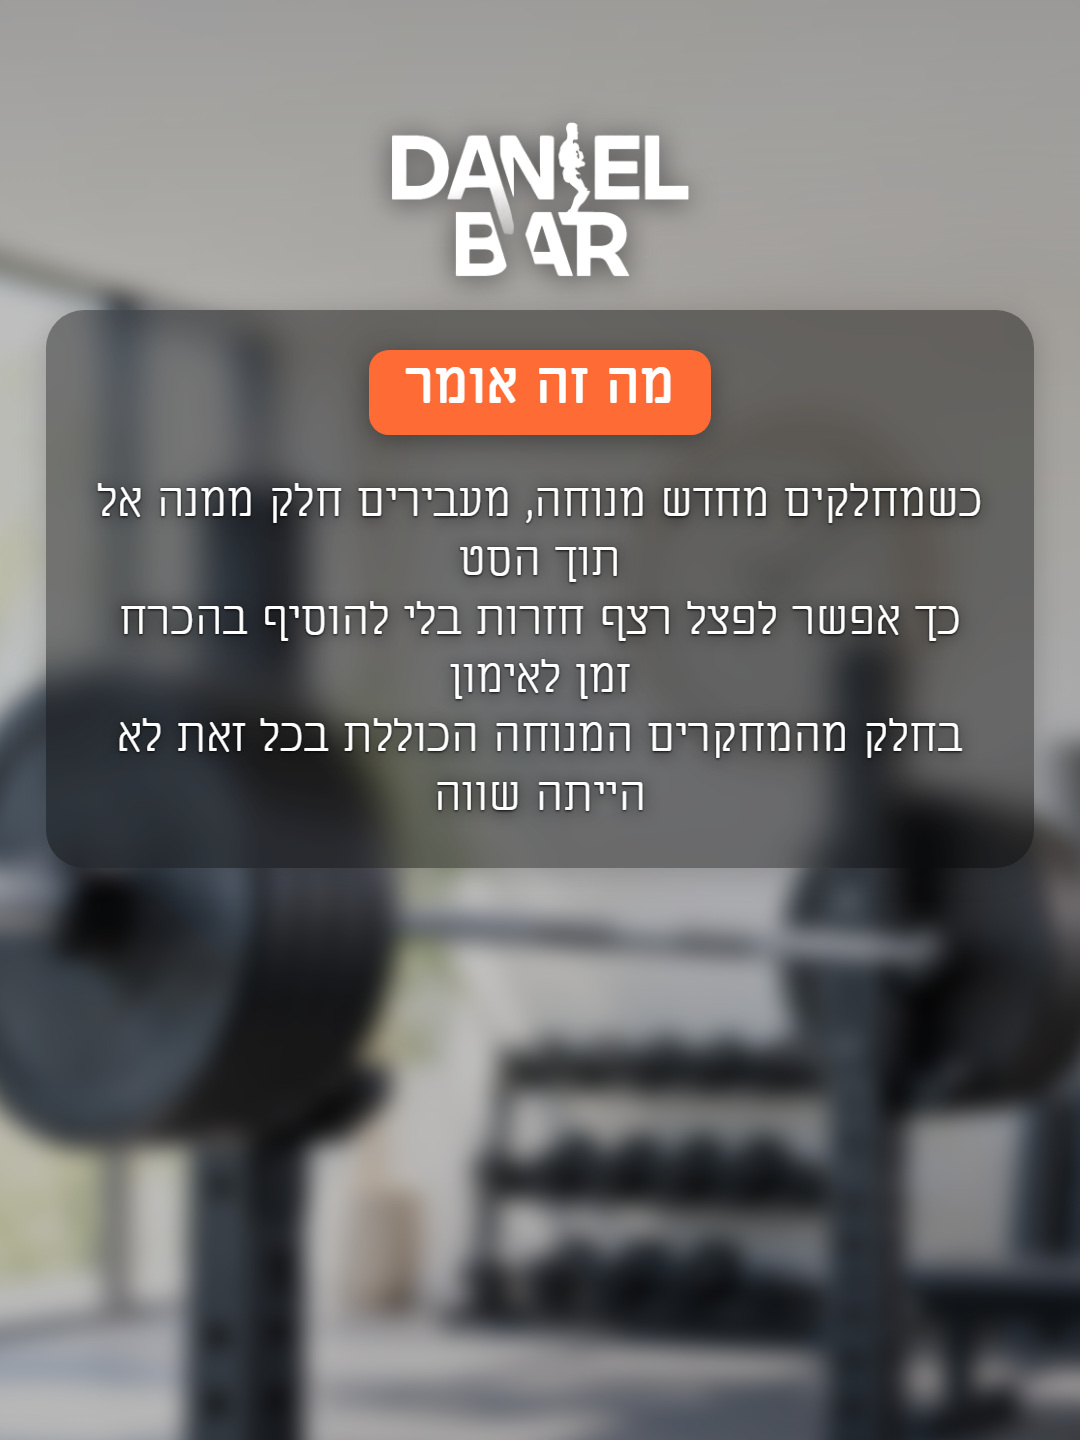 DANIEL
BAR
מה זה אומר
כשמחלקים מחדש מנוחה, מעבירים חלק ממנה אל
תוך הסט
כך אפשר לפצל רצף חזרות בלי להוסיף בהכרח
זמן לאימון
בחלק מהמחקרים המנוחה הכוללת בכל זאת לא
הייתה שווה